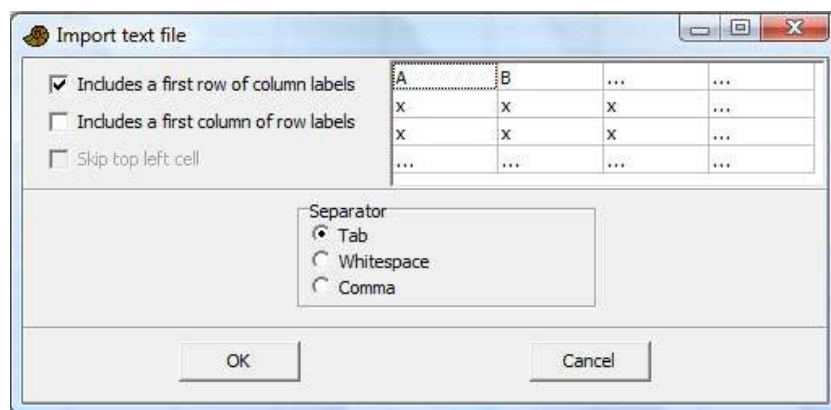 Import text file
Includes a first row of column labels
Includes a first column of row labels
Skip top left cell
A B ... ...
x x x ...
x x x ...
... ... ... ...
Separator
Tab
Whitespace
Comma
OK Cancel